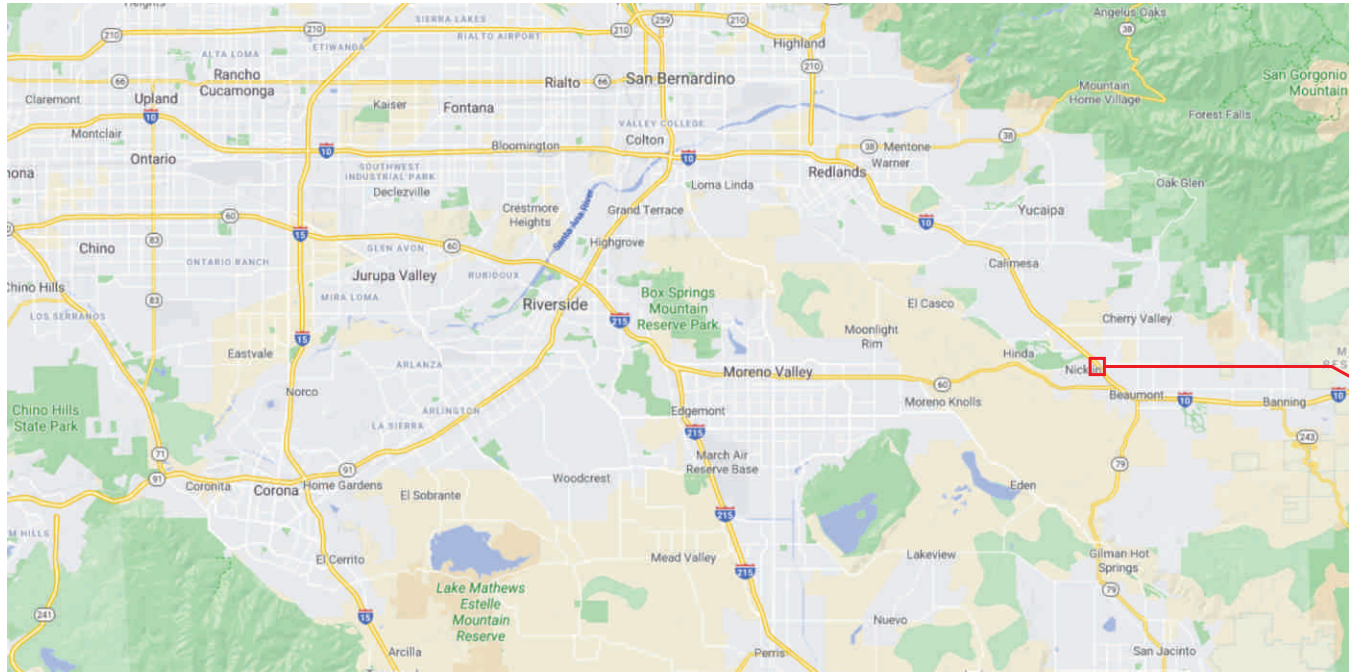 Heights
210
SIERRA LAKES
RIALTO AIRPORT
259
210
Angelus Oaks
38
210
ETIWANDA
Highland
ALTA LOMA
Rancho
Cucamonga
66
Rialto
66
San Bernardino
210
San Gorgonio
Mountain
Mountain
Home Village
Claremont
Upland
10
Kaiser
Fontana
Forest Falls
VALLEY COLLEGE
Montclair
Colton
38
Ontario
10
Bloomington
10
38
Mentone
Warner
SOUTHWEST
INDUSTRIAL PARK
Declezville
Loma Linda
Redlands
Oak Glen
ona
Crestmore
Heights
Santa Ana River
Grand Terrace
60
83
15
60
Yucaipa
10
Chino
GLEN AVON
Highgrove
ONTARIO RANCH
Jurupa Valley
RUBIDOUX
Calimesa
Chino Hills
83
MIRA LOMA
Riverside
Box Springs
Mountain
Reserve Park
El Casco
LOS SERRANOS
215
Moonlight
Rim
Cherry Valley
Eastvale
15
ARLANZA
Hinda
M
RES
Norco
Moreno Valley
60
Nicklin
Chino Hills
State Park
ARLINGTON
Edgemont
Moreno Knolls
Beaumont
10
Banning
10
LA SIERRA
215
243
71
91
Coronita
Corona
Home Gardens
91
March Air
Reserve Base
79
Woodcrest
El Sobrante
Eden
215
M HILLS
El Cerrito
Mead Valley
215
Lakeview
Gilman Hot
Springs
Lake Mathews
Estelle
Mountain
Reserve
79
241
15
Nuevo
Arcilla
Perris
San Jacinto